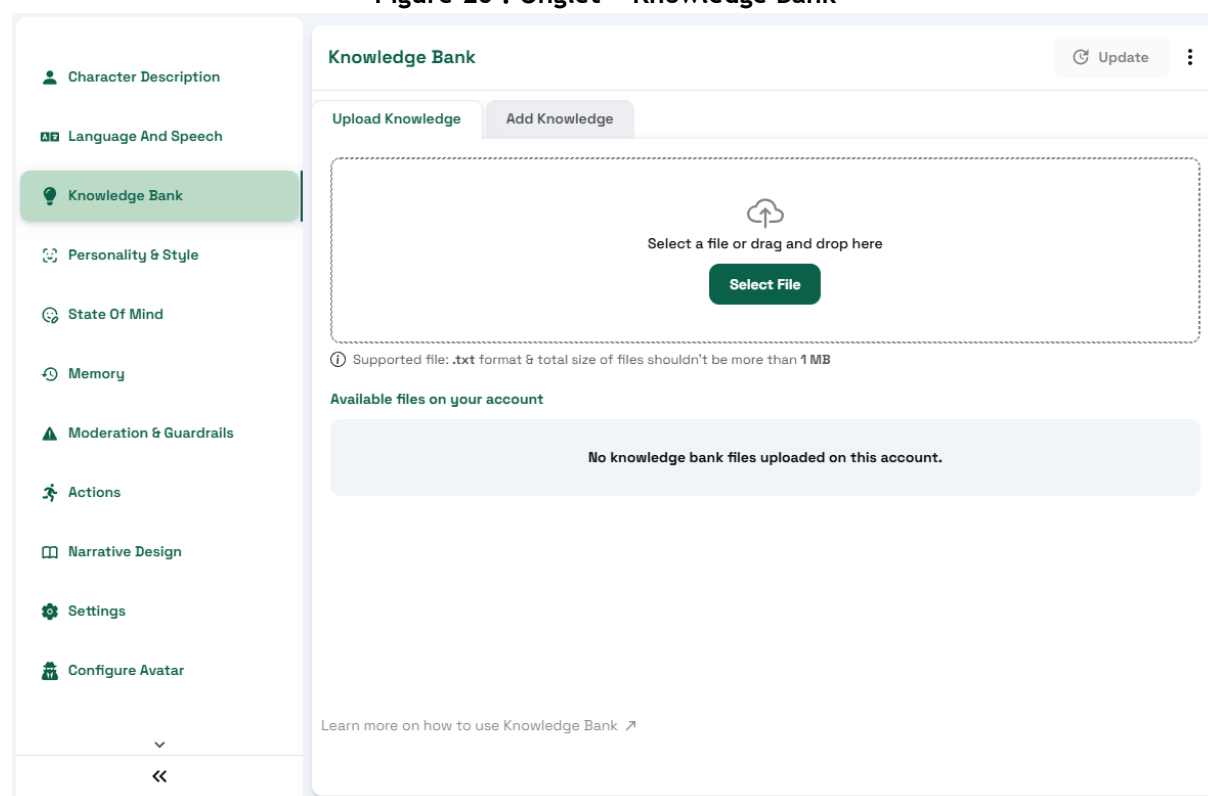 Figure 20 : Onglet " Knowledge Bank "
Character Description
Language And Speech
Knowledge Bank
Personality & Style
State Of Mind
Memory
Moderation & Guardrails
Actions
Narrative Design
Settings
Configure Avatar
Knowledge Bank
Update
Upload Knowledge
Add Knowledge
Select a file or drag and drop here
Select File
Supported file: .txt format & total size of files shouldn't be more than 1 MB
Available files on your account
No knowledge bank files uploaded on this account.
Learn more on how to use Knowledge Bank